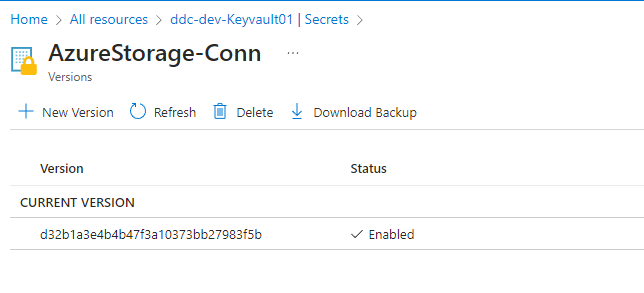 Home > All resources > ddc-dev-Keyvault01 | Secrets >
AzureStorage-Conn ...
Versions
New Version Refresh Delete Download Backup
Version Status
CURRENT VERSION
d32b1a3e4b4b47f3a10373bb27983f5b Enabled